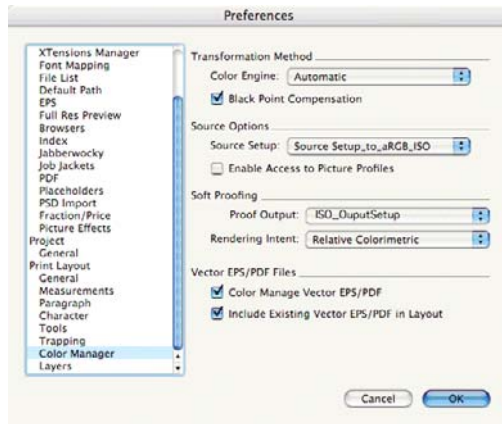 Preferences
XTensions Manager
Font Mapping
File List
Default Path
EPS
Full Res Preview
Browsers
Index
Jabberwocky
Job Jackets
PDF
Placeholders
PSD Import
Fraction/Price
Picture Effects
Project
General
Print Layout
General
Measurements
Paragraph
Character
Tools
Trapping
Color Manager
Layers
Transformation Method
Color Engine: Automatic
Black Point Compensation
Source Options
Source Setup: Source Setup_to_aRGB_ISO
Enable Access to Picture Profiles
Soft Proofing
Proof Output: ISO_OuputSetup
Rendering Intent: Relative Colorimetric
Vector EPS/PDF Files
Color Manage Vector EPS/PDF
Include Existing Vector EPS/PDF in Layout
Cancel
OK